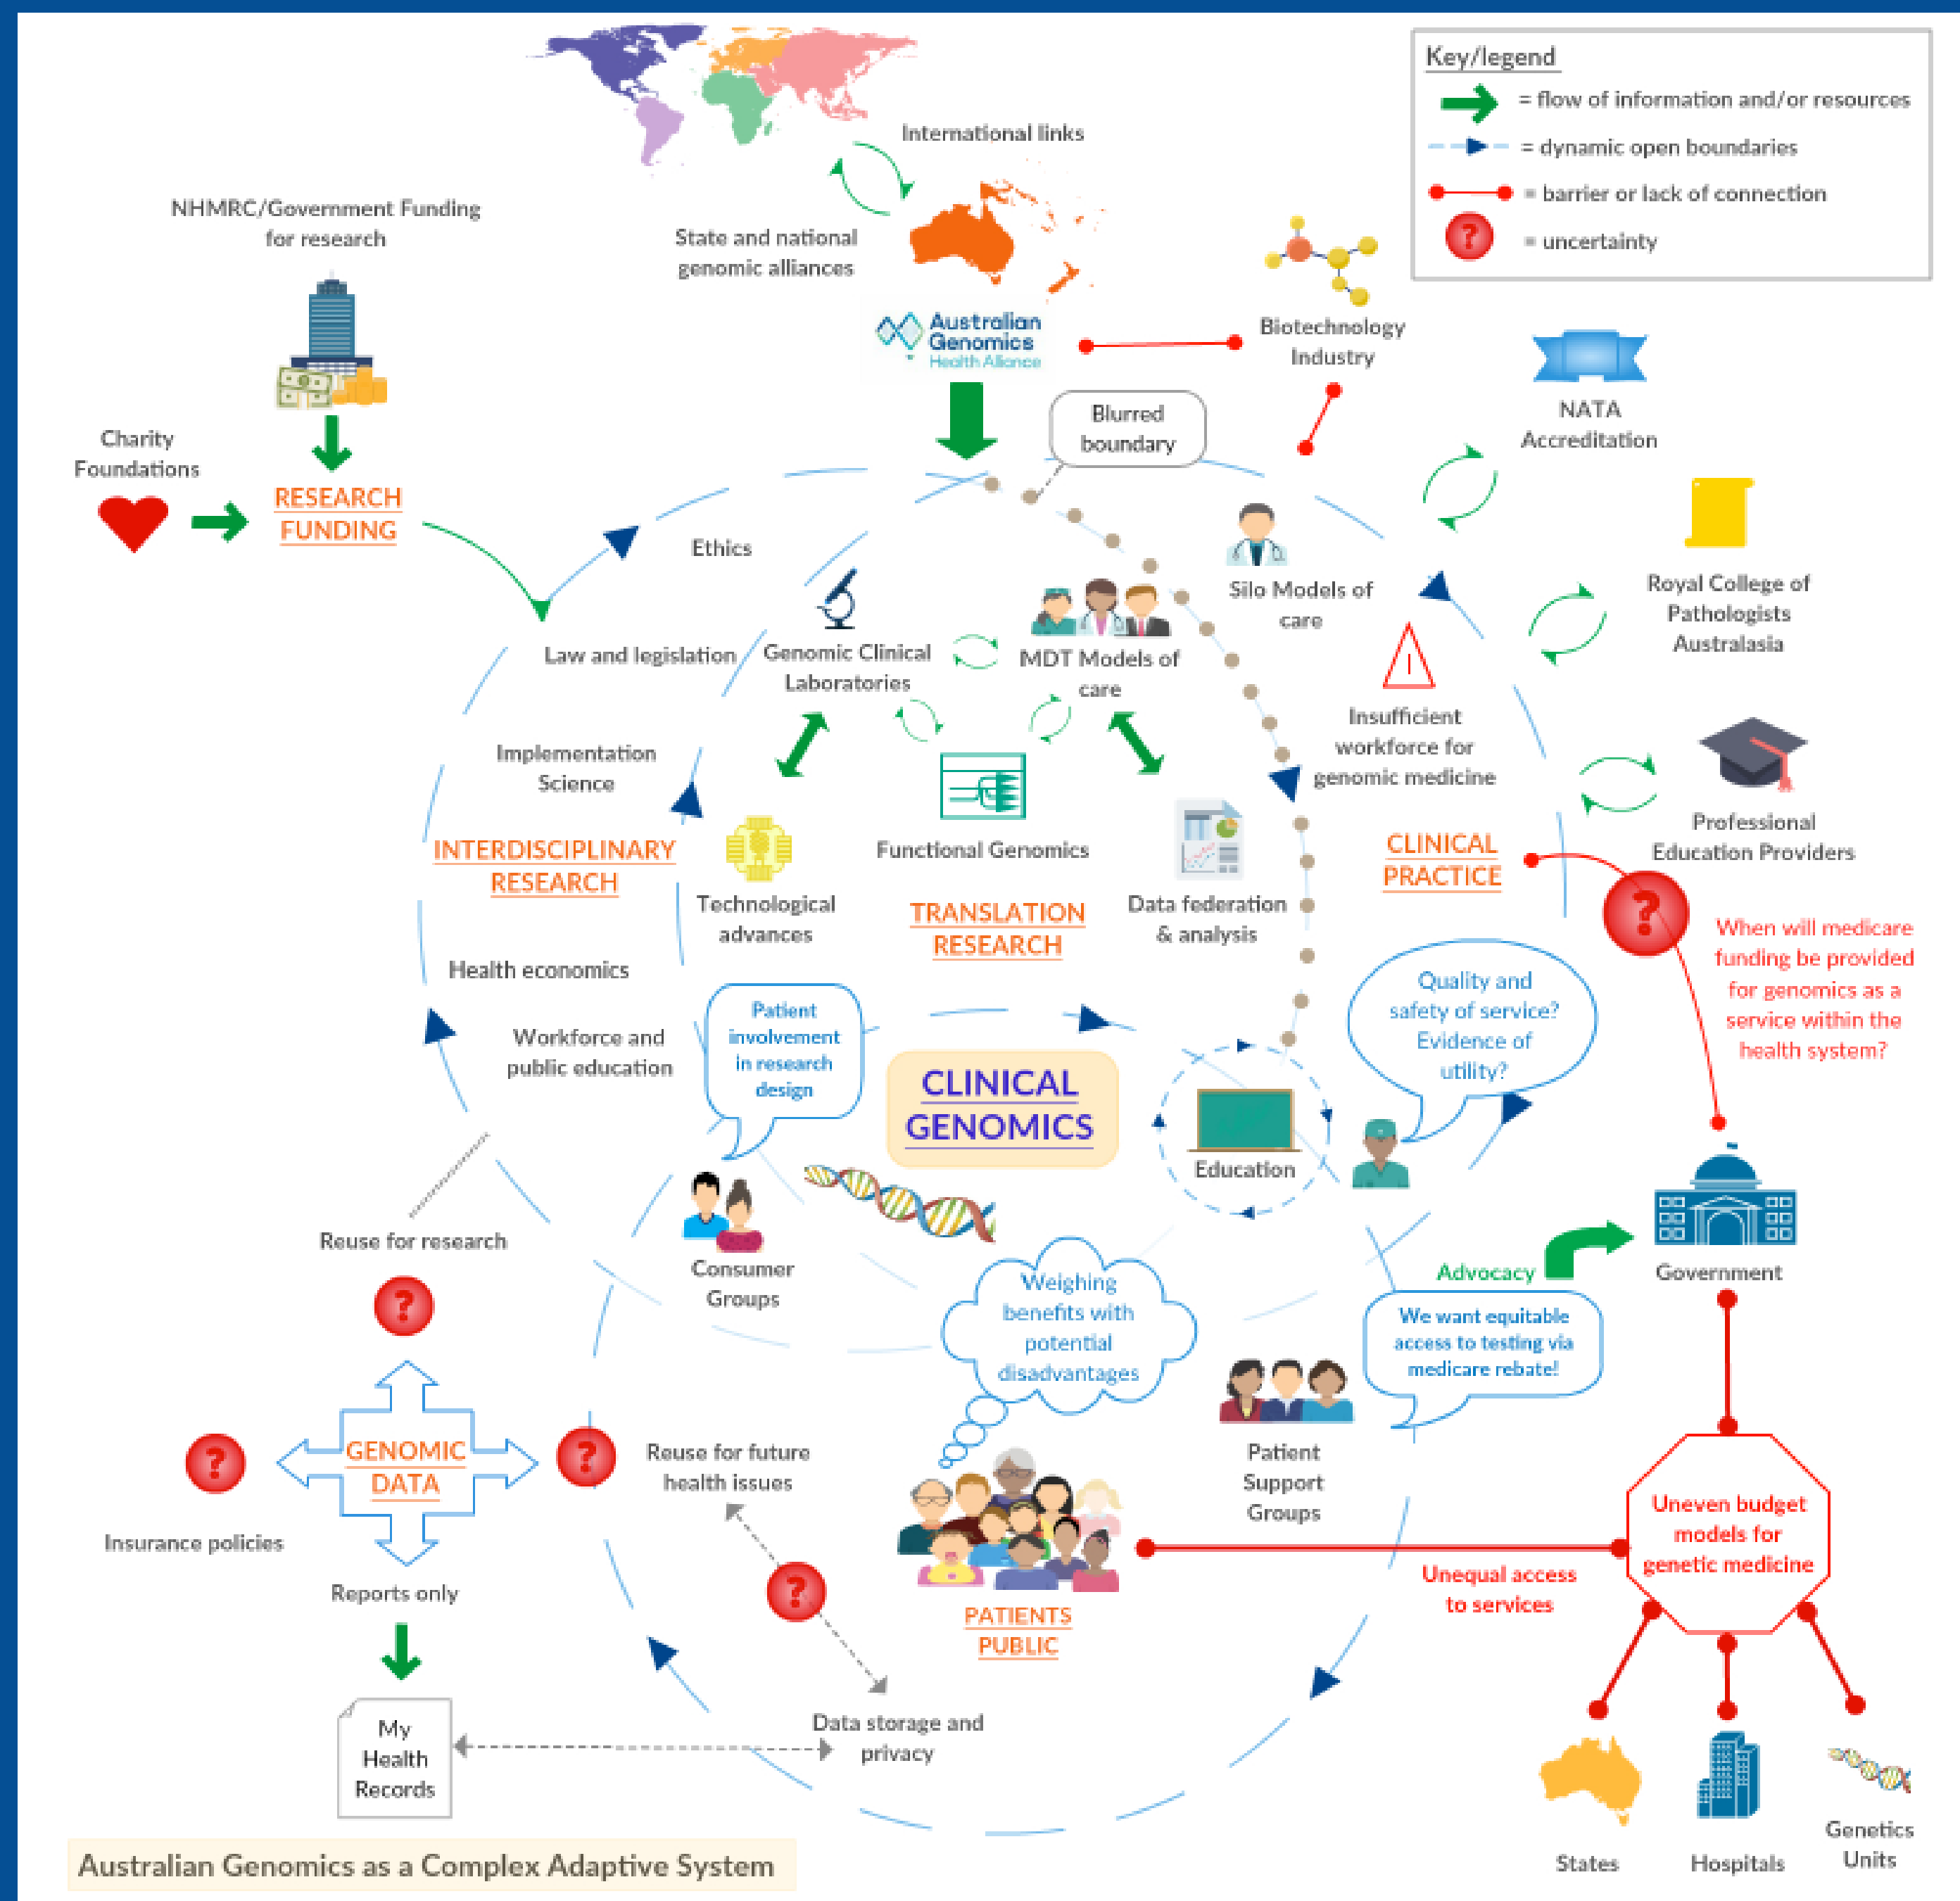 Key/legend
= flow of information and/or resources
= dynamic open boundaries
= barrier or lack of connection
?
= uncertainty
International links
NHMRC/Government Funding
for research
State and national
genomic alliances
Australian
Genomics
Health Alliance
Biotechnology
Industry
NATA
Accreditation
Blurred
boundary
Charity
Foundations
RESEARCH
FUNDING
Ethics
Silo Models of
care
Royal College of
Pathologists
Australasia
Law and legislation
Genomic Clinical
Laboratories
MDT Models of
care
Insufficient
workforce for
genomic medicine
Implementation
Science
Professional
Education Providers
INTERDISCIPLINARY
RESEARCH
Functional Genomics
CLINICAL
PRACTICE
Technological
advances
TRANSLATION
RESEARCH
Data federation
& analysis
?
When will medicare
funding be provided
for genomics as a
service within the
health system?
Health economics
Quality and
safety of service?
Evidence of
utility?
Workforce and
public education
Patient
involvement
in research
design
CLINICAL
GENOMICS
Education
Reuse for research
Consumer
Groups
Weighing
benefits with
potential
disadvantages
Advocacy
Government
We want equitable
access to testing via
medicare rebate!
?
GENOMIC
DATA
?
?
Reuse for future
health issues
Patient
Support
Groups
Uneven budget
models for
genetic medicine
Insurance policies
Reports only
?
PATIENTS
PUBLIC
Unequal access
to services
My
Health
Records
Data storage and
privacy
States
Hospitals
Genetics
Units
Australian Genomics as a Complex Adaptive System